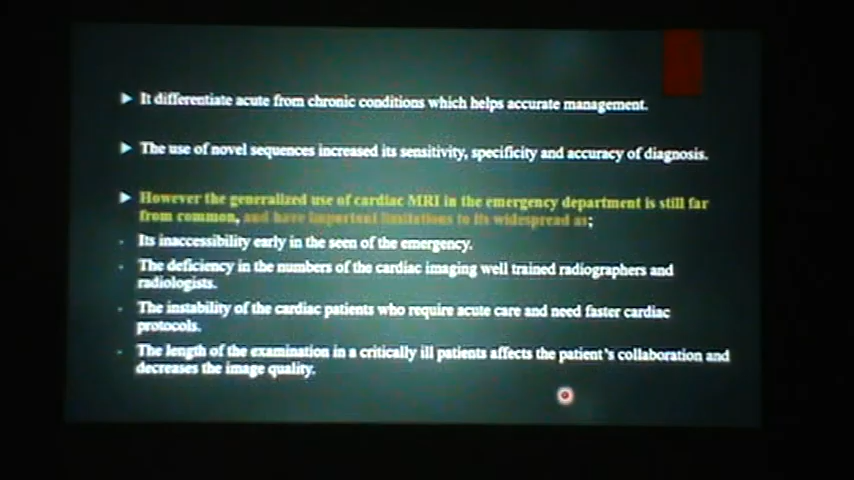 It differentiate acute from chronic conditions which helps accurate management.
The use of novel sequences increased its sensitivity, specificity and accuracy of diagnosis.
However the generalized use of cardiac MRI in the emergency department is still far
from common, and have important limitations to its widespread as;
Its inaccessibility early in the seen of the emergency.
The deficiency in the numbers of the cardiac imaging well trained radiographers and
radiologists.
The instability of the cardiac patients who require acute care and need faster cardiac
protocols.
The length of the examination in a critically ill patients affects the patient's collaboration and
decreases the image quality.